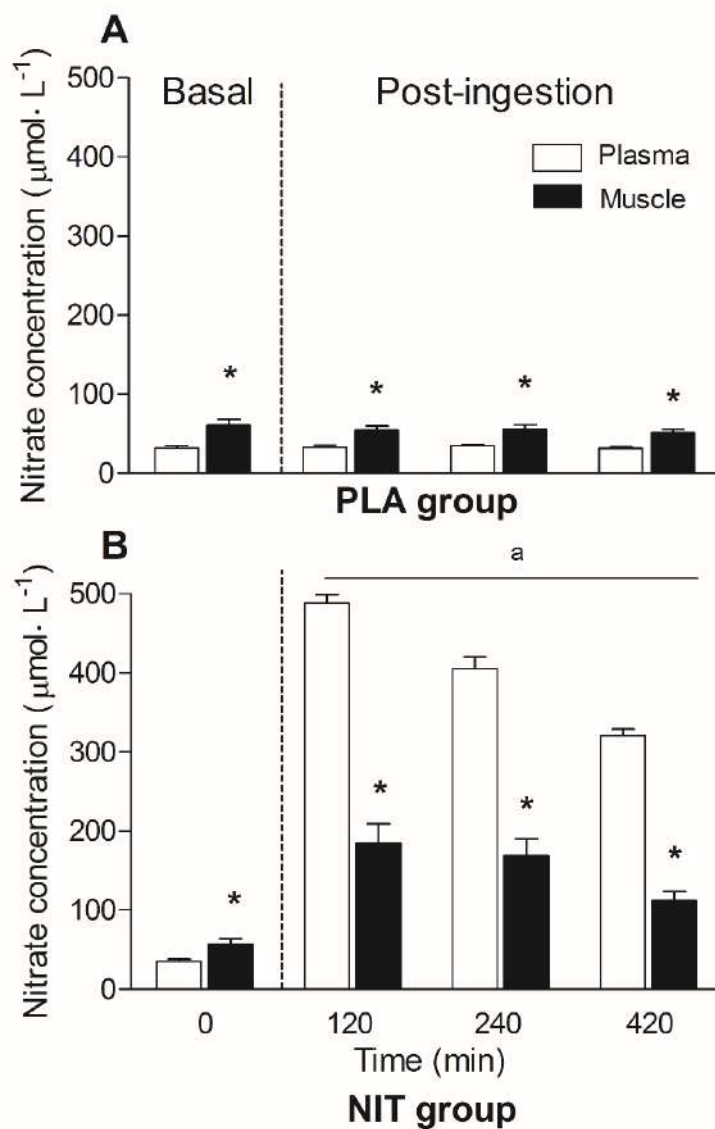 A
Nitrate concentration (μmol· L⁻¹)
500
400
300
200
100
0
Basal
Post-ingestion
Plasma
Muscle
*
*
*
*
PLA group
B
Nitrate concentration (μmol· L⁻¹)
500
400
300
200
100
0
a
*
*
*
*
0 120 240 420
Time (min)
NIT group